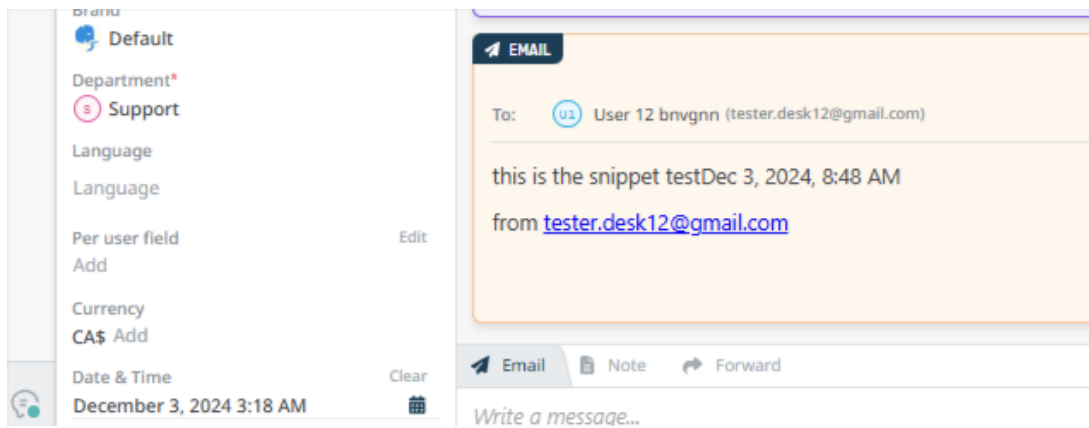 Brand
Default
Department*
S Support
Language
Language
Per user field Edit
Add
Currency
CA$ Add
Date & Time Clear
December 3, 2024 3:18 AM
EMAIL
To: U1 User 12 bnvgnn (tester.desk12@gmail.com)
this is the snippet testDec 3, 2024, 8:48 AM
from tester.desk12@gmail.com
Email Note Forward
Write a message...